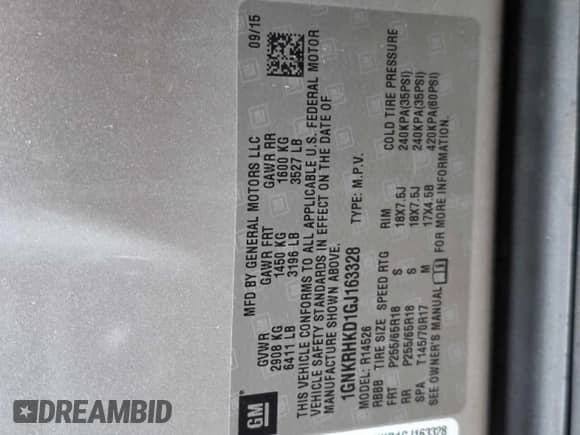 09/15
MFD BY GENERAL MOTORS LLC
GVWR GAWR FRT GAWR RR
2908 KG 1450 KG 1600 KG
6411 LB 3196 LB 3527 LB
THIS VEHICLE CONFORMS TO ALL APPLICABLE U.S. FEDERAL MOTOR
VEHICLE SAFETY STANDARDS IN EFFECT ON THE DATE OF
MANUFACTURE SHOWN ABOVE.
1GNKRHKD1GJ163328 TYPE: M.P.V.
MODEL: R14526
RBBB TIRE SIZE SPEED RTG RIM COLD TIRE PRESSURE
FRT P255/65R18 S 18X7.5J 240KPA(35PSI)
RR P255/65R18 S 18X7.5J 240KPA(35PSI)
SPA T145/70R17 M 17X4.5B 420KPA(60PSI)
SEE OWNER'S MANUAL FOR MORE INFORMATION.
GM
J163328
DREAMBID